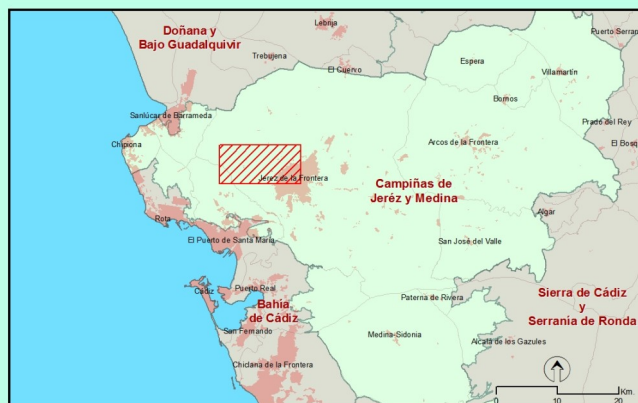 Doñana y
Bajo Guadalquivir
Lebrija
Trebujena
El Cuervo
Espera
Villamartín
Puerto Serrano
Bornos
Prado del Rey
El Bosq
Sanlúcar de Barrameda
Chipiona
Arcos de la Frontera
Jerez de la Frontera
Campiñas de
Jeréz y Medina
Rota
Algar
El Puerto de Santa María
San José del Valle
Cádiz
Puerto Real
Bahía
de Cádiz
Paterna de Rivera
Sierra de Cádiz
y
Serranía de Ronda
San Fernando
Medina-Sidonia
Alcalá de los Gazules
Chiclana de la Frontera
Km.
0 10 20